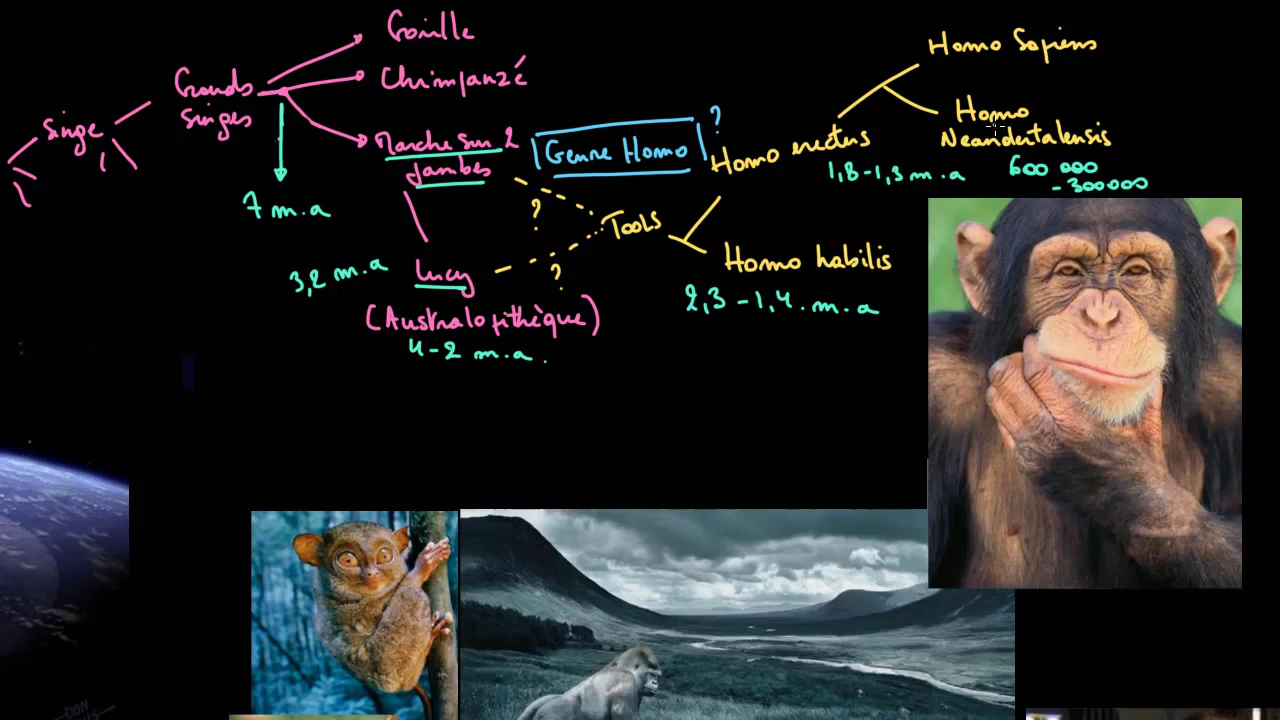 Gorille
Chimpanzé
Grands
singes
Singe
Marche sur 2
jambes
7 m.a
3,2 m.a
Lucy
(Australopithèque)
4-2 m.a.
?
?
Genre Homo
?
Tools
Homo erectus
1,8-1,3 m.a
Homo habilis
2,3-1,4.m.a
Homo Sapiens
Homo
Neandertalensis
600 000
-300000